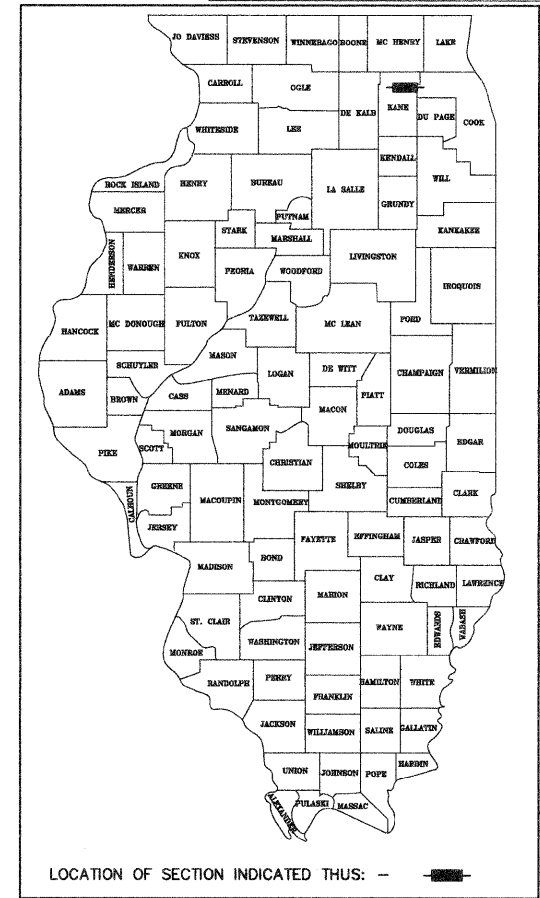 JO DAVIESS STEVENSON WINNEBAGO BOONE MC HENRY LAKE
CARROLL OGLE DE KALB KANE DU PAGE COOK
WHITESIDE LEE
KENDALL WILL
ROCK ISLAND HENRY BUREAU LA SALLE GRUNDY
MERCER PUTNAM
STARK MARSHALL KANKAKEE
HENDERSON WARREN KNOX PEORIA WOODFORD LIVINGSTON IROQUOIS
HANCOCK MC DONOUGH FULTON TAZEWELL MC LEAN FORD
SCHUYLER MASON LOGAN DE WITT CHAMPAIGN VERMILION
ADAMS BROWN CASS MENARD MACON PIATT
PIKE SCOTT MORGAN SANGAMON CHRISTIAN MOULTRIE DOUGLAS EDGAR
COLES
CALHOUN GREENE MACOUPIN MONTGOMERY SHELBY CUMBERLAND CLARK
JERSEY FAYETTE EFFINGHAM JASPER CRAWFORD
MADISON BOND CLAY RICHLAND LAWRENCE
CLINTON MARION
ST. CLAIR WAYNE EDWARDS WABASH
MONROE WASHINGTON JEFFERSON
RANDOLPH PERRY HAMILTON WHITE
FRANKLIN
JACKSON WILLIAMSON SALINE GALLATIN
UNION JOHNSON POPE HARDIN
ALEXANDER PULASKI MASSAC
LOCATION OF SECTION INDICATED THUS: –